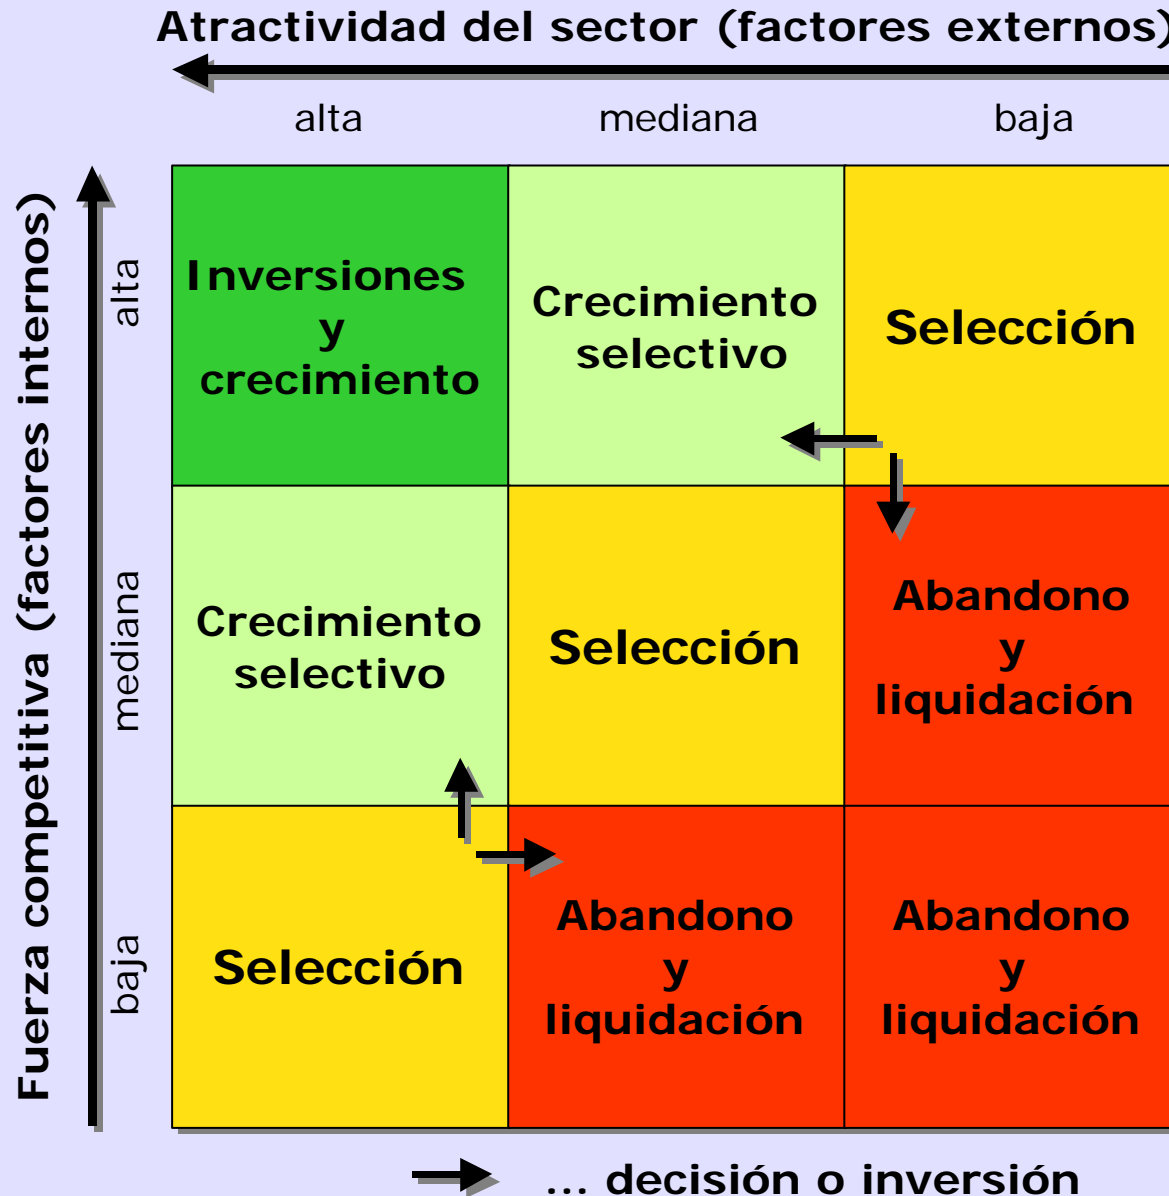 Atractividad del sector (factores externos)
alta
mediana
baja
Fuerza competitiva (factores internos)
alta
mediana
baja
Inversiones
y
crecimiento
Crecimiento
selectivo
Selección
Crecimiento
selectivo
Selección
Abandono
y
liquidación
Selección
Abandono
y
liquidación
Abandono
y
liquidación
... decisión o inversión